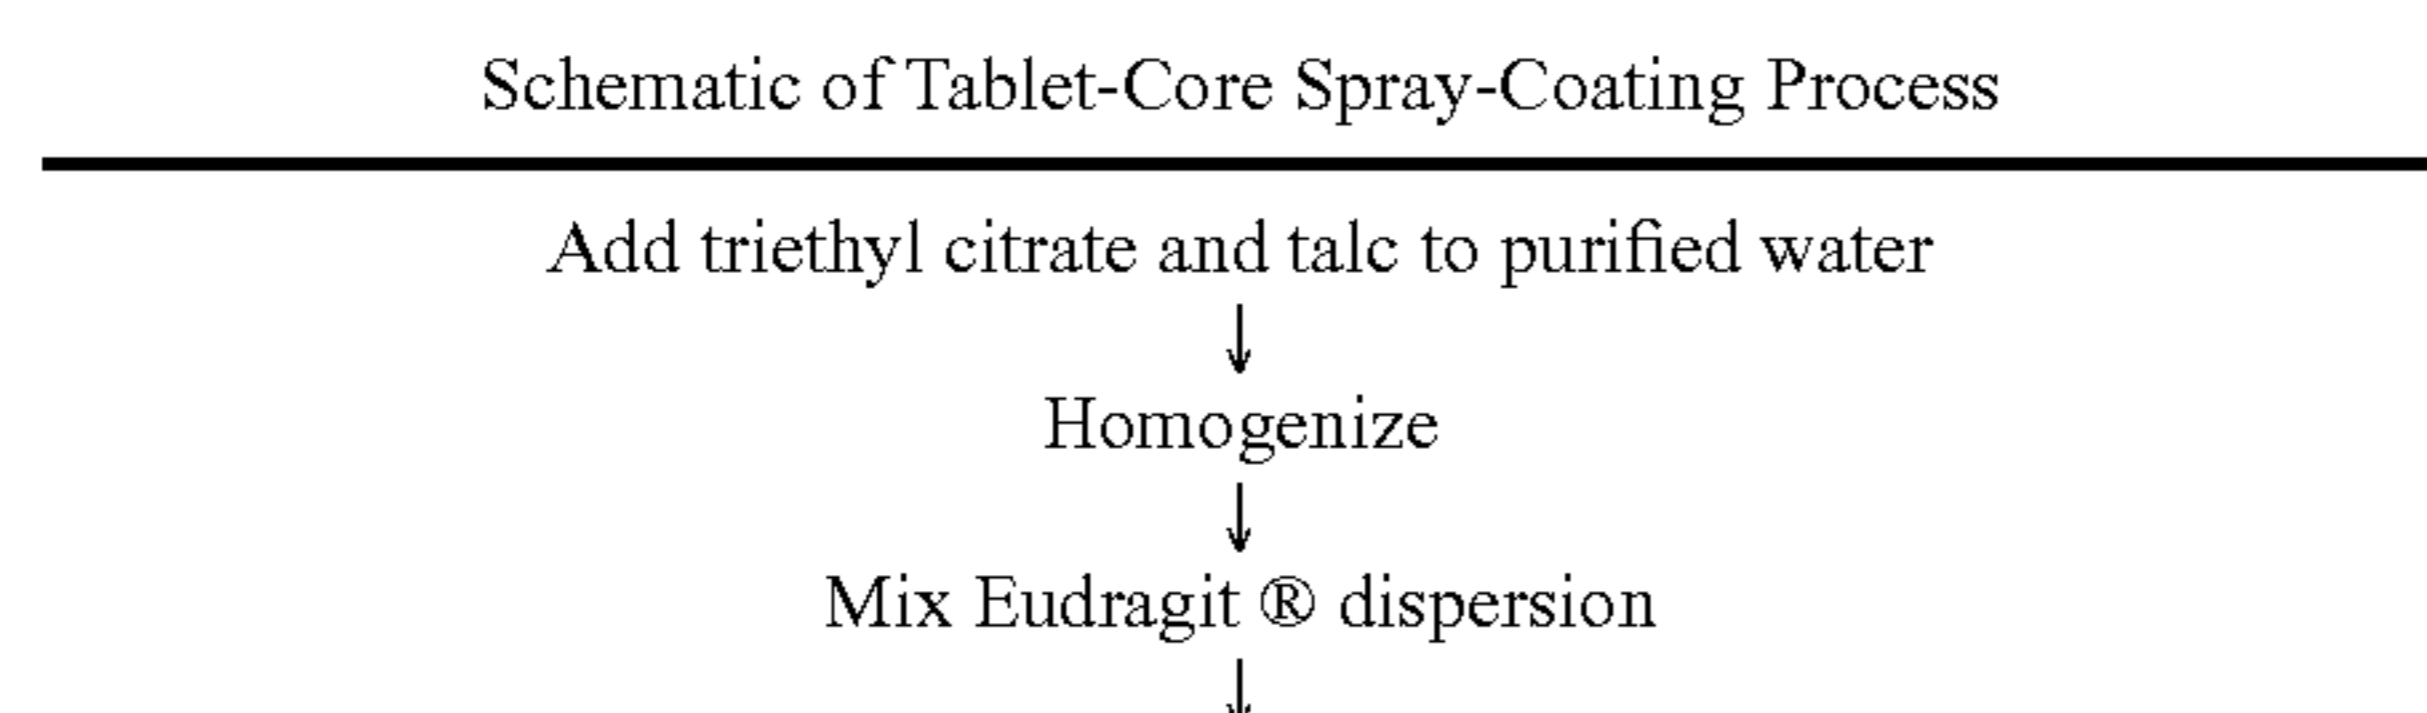 Schematic of Tablet-Core Spray-Coating Process
Add triethyl citrate and talc to purified water
↓
Homogenize
↓
Mix Eudragit ® dispersion
↓